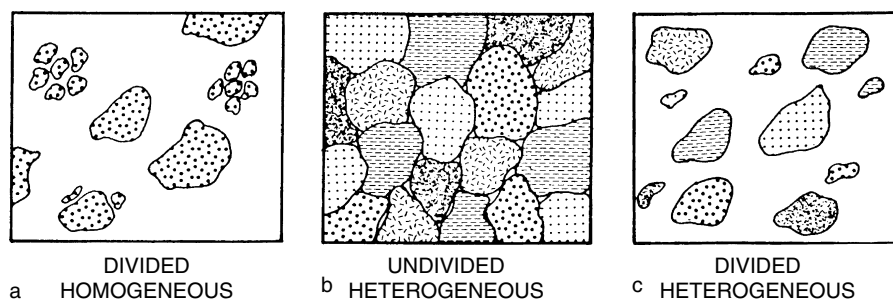 DIVIDED
a HOMOGENEOUS
UNDIVIDED
b HETEROGENEOUS
DIVIDED
c HETEROGENEOUS